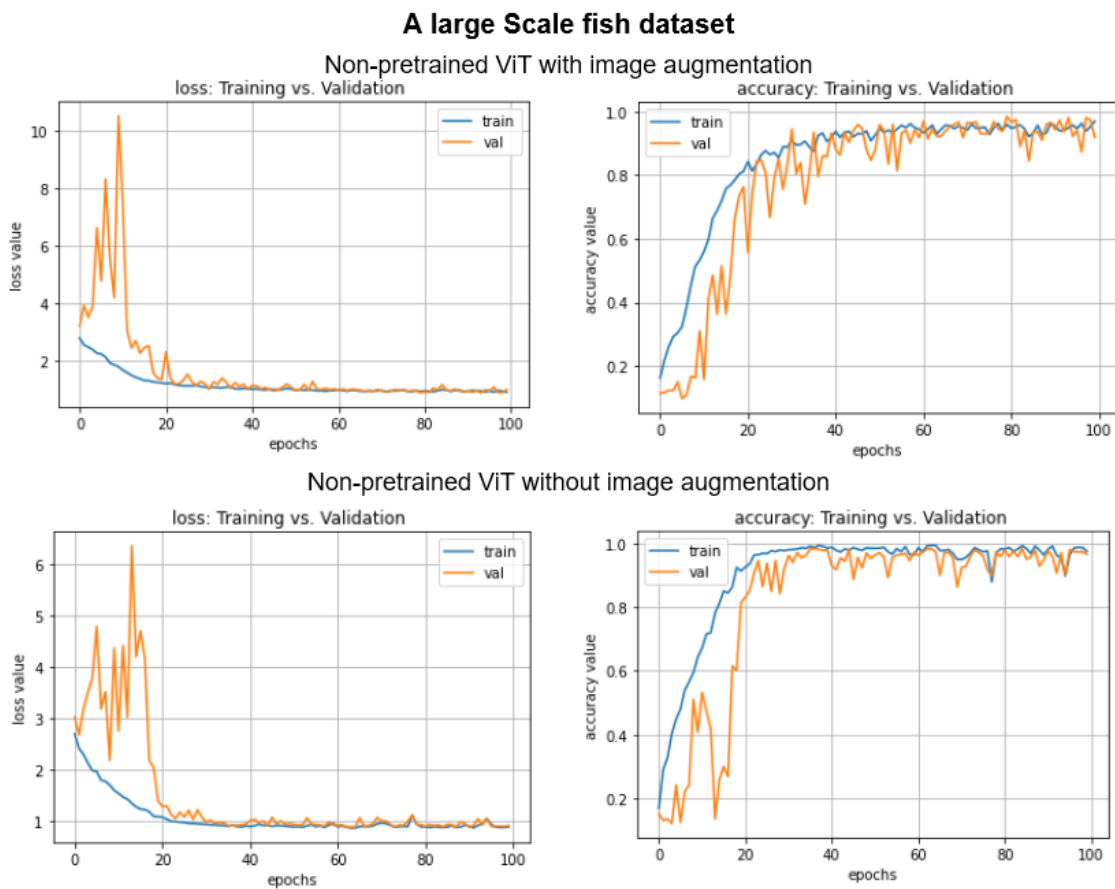 A large Scale fish dataset
Non-pretrained ViT with image augmentation
loss: Training vs. Validation
train
val
10
8
6
4
2
loss value
0 20 40 60 80 100
epochs
accuracy: Training vs. Validation
train
val
1.0
0.8
0.6
0.4
0.2
accuracy value
0 20 40 60 80 100
epochs
Non-pretrained ViT without image augmentation
loss: Training vs. Validation
train
val
6
5
4
3
2
1
loss value
0 20 40 60 80 100
epochs
accuracy: Training vs. Validation
train
val
1.0
0.8
0.6
0.4
0.2
accuracy value
0 20 40 60 80 100
epochs